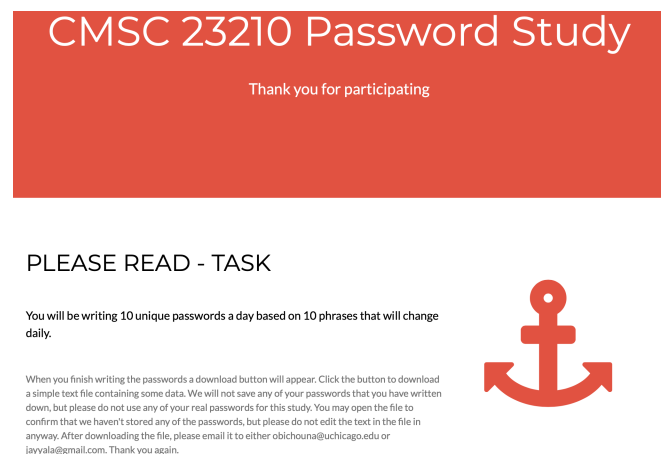 CMSC 23210 Password Study
Thank you for participating
PLEASE READ - TASK
You will be writing 10 unique passwords a day based on 10 phrases that will change
daily.
When you finish writing the passwords a download button will appear. Click the button to download
a simple text file containing some data. We will not save any of your passwords that you have written
down, but please do not use any of your real passwords for this study. You may open the file to
confirm that we haven't stored any of the passwords, but please do not edit the text in the file in
anyway. After downloading the file, please email it to either obichouna@uchicago.edu or
jayyala@gmail.com. Thank you again.